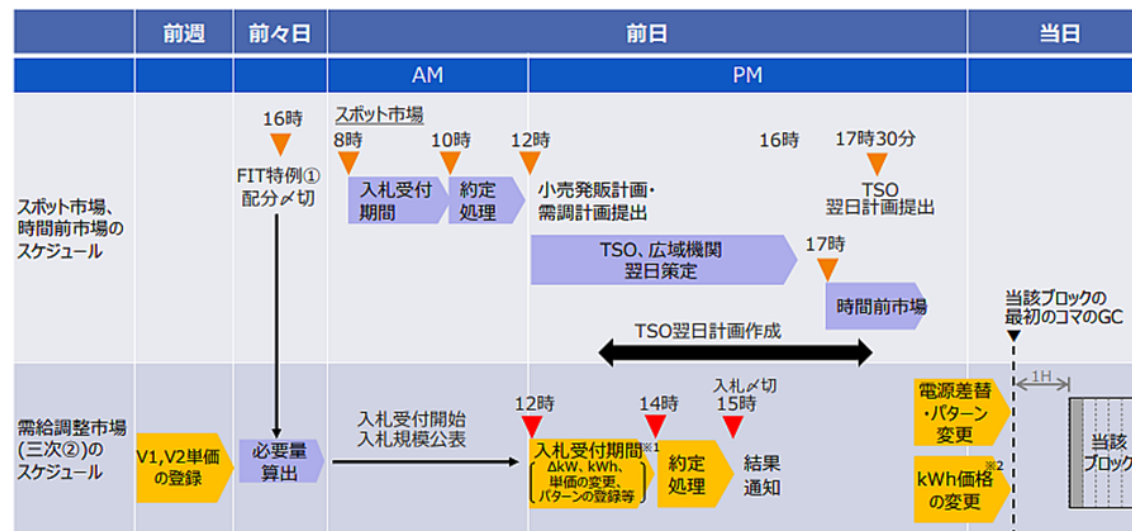 前週
前々日
前日
当日
AM
PM
スポット市場、
時間前市場の
スケジュール
16時
FIT特例①
配分〆切
スポット市場
8時
10時
12時
16時
17時30分
入札受付
期間
約定
処理
小売発販計画・
需調計画提出
TSO
翌日計画提出
TSO、広域機関
翌日策定
17時
時間前市場
TSO翌日計画作成
当該ブロックの
最初のコマのGC
1H
需給調整市場
(三次②)の
スケジュール
V1,V2単価
の登録
必要量
算出
入札受付開始
入札規模公表
12時
14時
入札〆切
15時
入札受付期間※1
ΔkW、kWh、
単価の変更、
パターンの登録等
約定
処理
結果
通知
電源差替
・パターン
変更
kWh価格※2
の変更
当該
ブロック